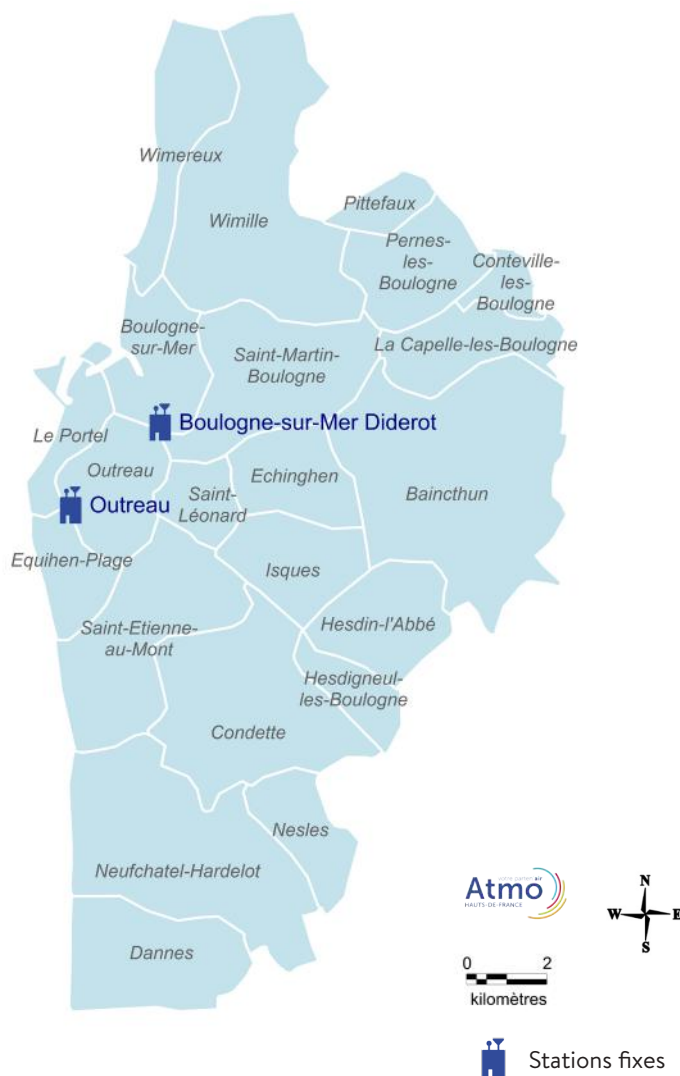 Wimereux
Wimille
Pittefaux
Pernes-
les-
Boulogne
Conteville-
les-
Boulogne
Boulogne-
sur-Mer
Saint-Martin-
Boulogne
La Capelle-les-Boulogne
Le Portel
Boulogne-sur-Mer Diderot
Outreau
Saint-
Léonard
Echinghen
Baincthun
Outreau
Equihen-Plage
Isques
Saint-Etienne-
au-Mont
Hesdin-l'Abbé
Hesdigneul-
les-Boulogne
Condette
Nesles
Neufchatel-Hardelot
Dannes
votre parten'air
Atmo
HAUTS-DE-FRANCE
N
W E
S
0 2
kilomètres
Stations fixes